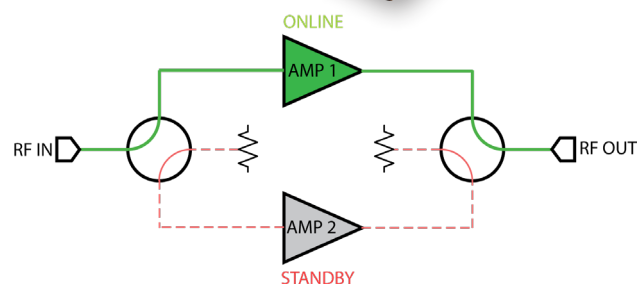 ONLINE
AMP 1
RF IN
RF OUT
AMP 2
STANDBY